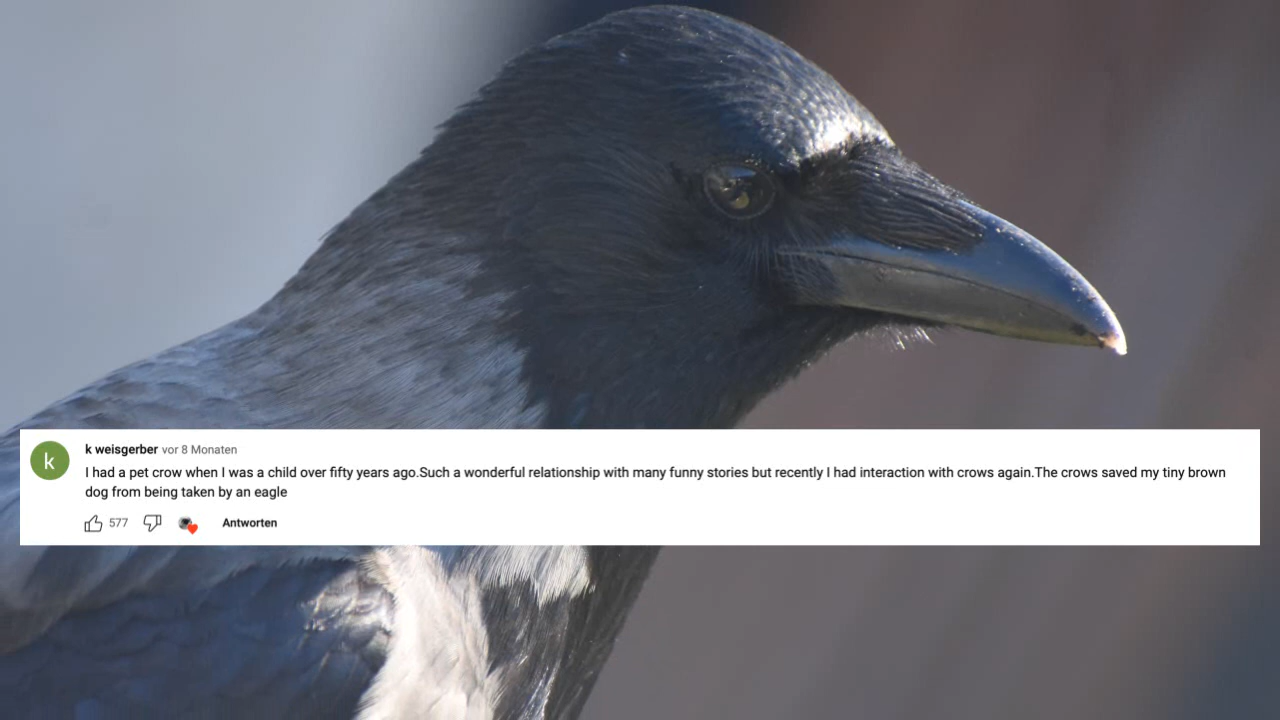 k
k weisgerber vor 8 Monaten
I had a pet crow when I was a child over fifty years ago.Such a wonderful relationship with many funny stories but recently I had interaction with crows again.The crows saved my tiny brown
dog from being taken by an eagle
577 Antworten